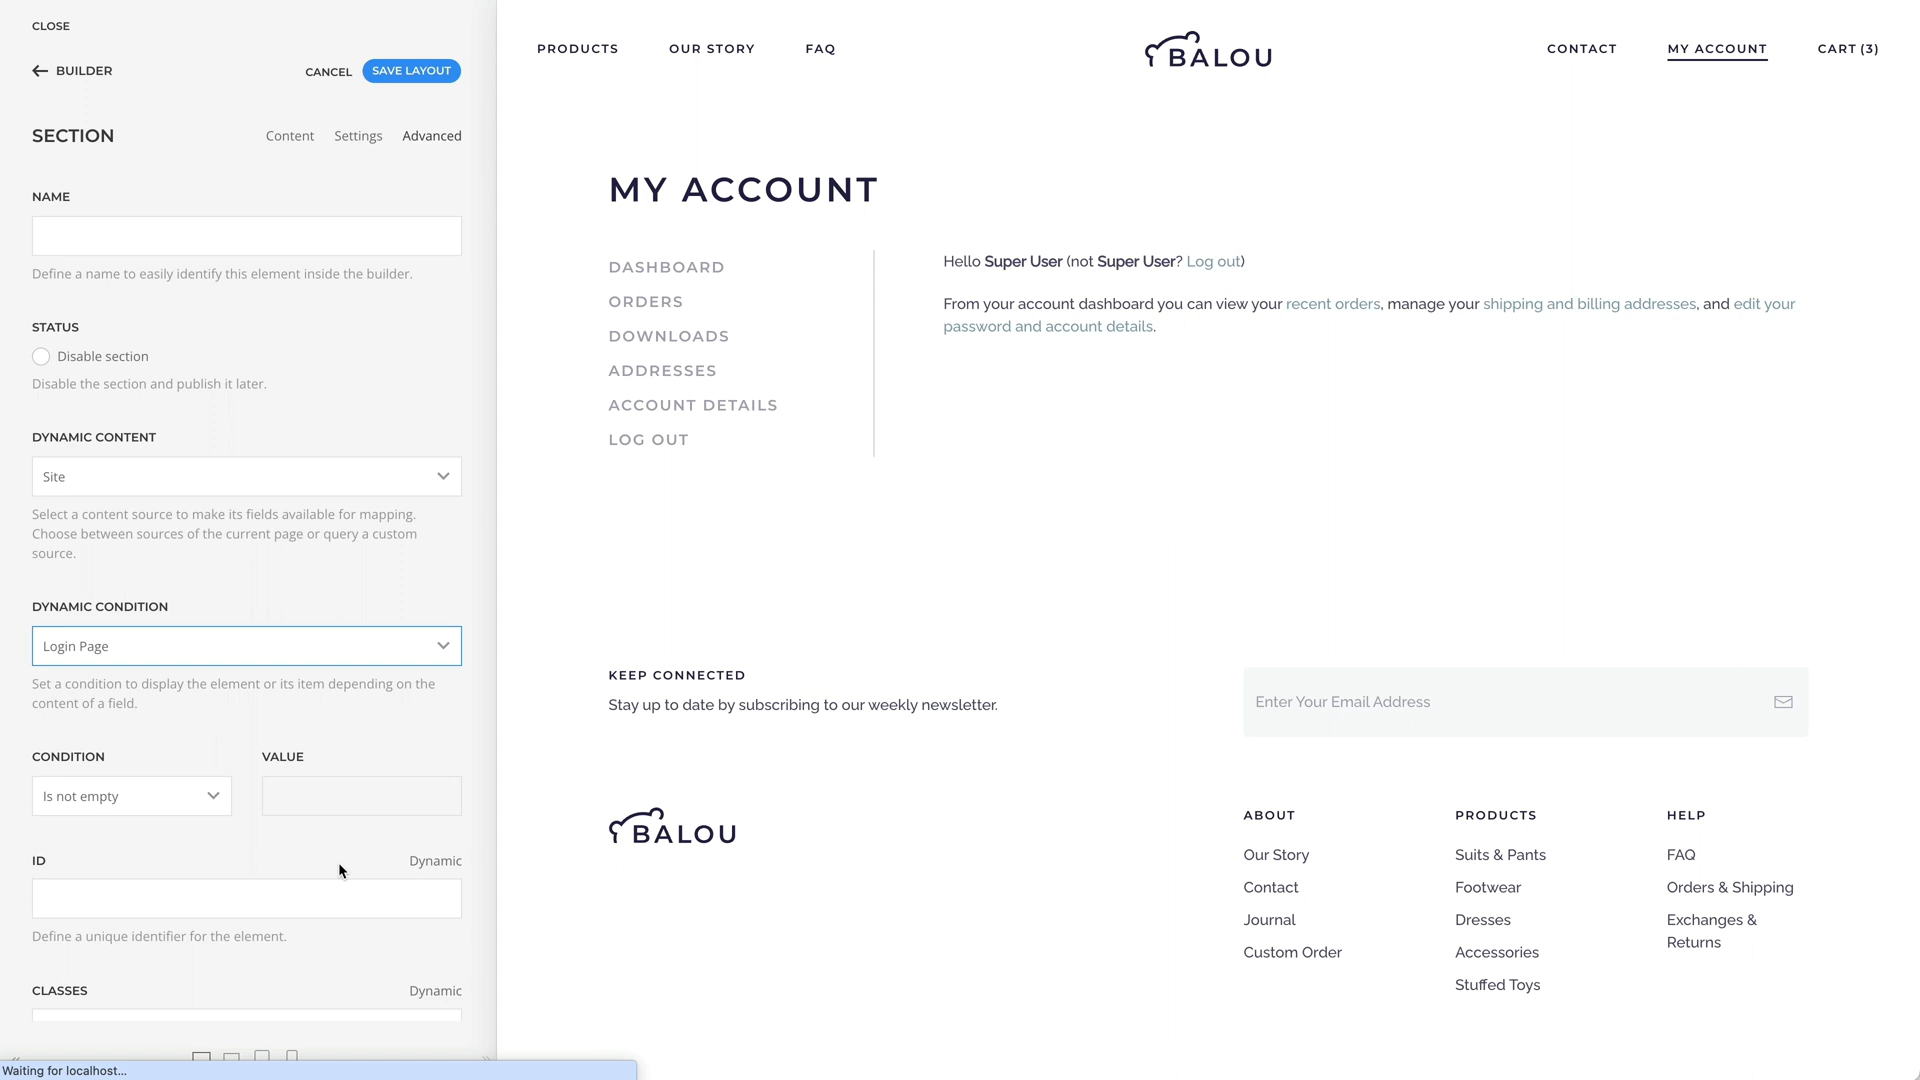 CLOSE
BUILDER
CANCEL
SAVE LAYOUT
SECTION
Content
Settings
Advanced
NAME
Define a name to easily identify this element inside the builder.
STATUS
Disable section
Disable the section and publish it later.
DYNAMIC CONTENT
Site
Select a content source to make its fields available for mapping.
Choose between sources of the current page or query a custom
source.
DYNAMIC CONDITION
Login Page
Set a condition to display the element or its item depending on the
content of a field.
CONDITION
VALUE
Is not empty
ID
Dynamic
Define a unique identifier for the element.
CLASSES
Dynamic
Waiting for localhost...
PRODUCTS
OUR STORY
FAQ
BALOU
CONTACT
MY ACCOUNT
CART (3)
MY ACCOUNT
DASHBOARD
ORDERS
DOWNLOADS
ADDRESSES
ACCOUNT DETAILS
LOG OUT
Hello Super User (not Super User? Log out)
From your account dashboard you can view your recent orders, manage your shipping and billing addresses, and edit your
password and account details.
KEEP CONNECTED
Stay up to date by subscribing to our weekly newsletter.
Enter Your Email Address
BALOU
ABOUT
Our Story
Contact
Journal
Custom Order
PRODUCTS
Suits & Pants
Footwear
Dresses
Accessories
Stuffed Toys
HELP
FAQ
Orders & Shipping
Exchanges &
Returns